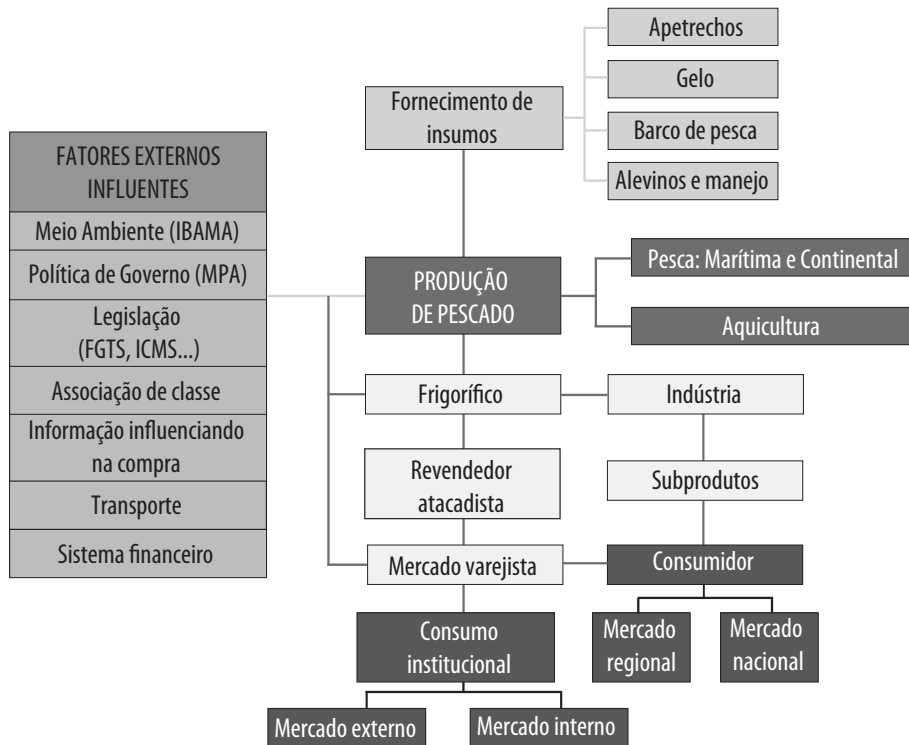 Apetrechos
Gelo
Fornecimento de
insumos
Barco de pesca
Alevinos e manejo
FATORES EXTERNOS
INFLUENTES
Meio Ambiente (IBAMA)
Política de Governo (MPA)
Legislação
(FGTS, ICMS...)
Associação de classe
Informação influenciando
na compra
Transporte
Sistema financeiro
PRODUÇÃO
DE PESCADO
Pesca: Marítima e Continental
Aquicultura
Frigorífico
Indústria
Revendedor
atacadista
Subprodutos
Mercado varejista
Consumidor
Consumo
institucional
Mercado
regional
Mercado
nacional
Mercado externo
Mercado interno